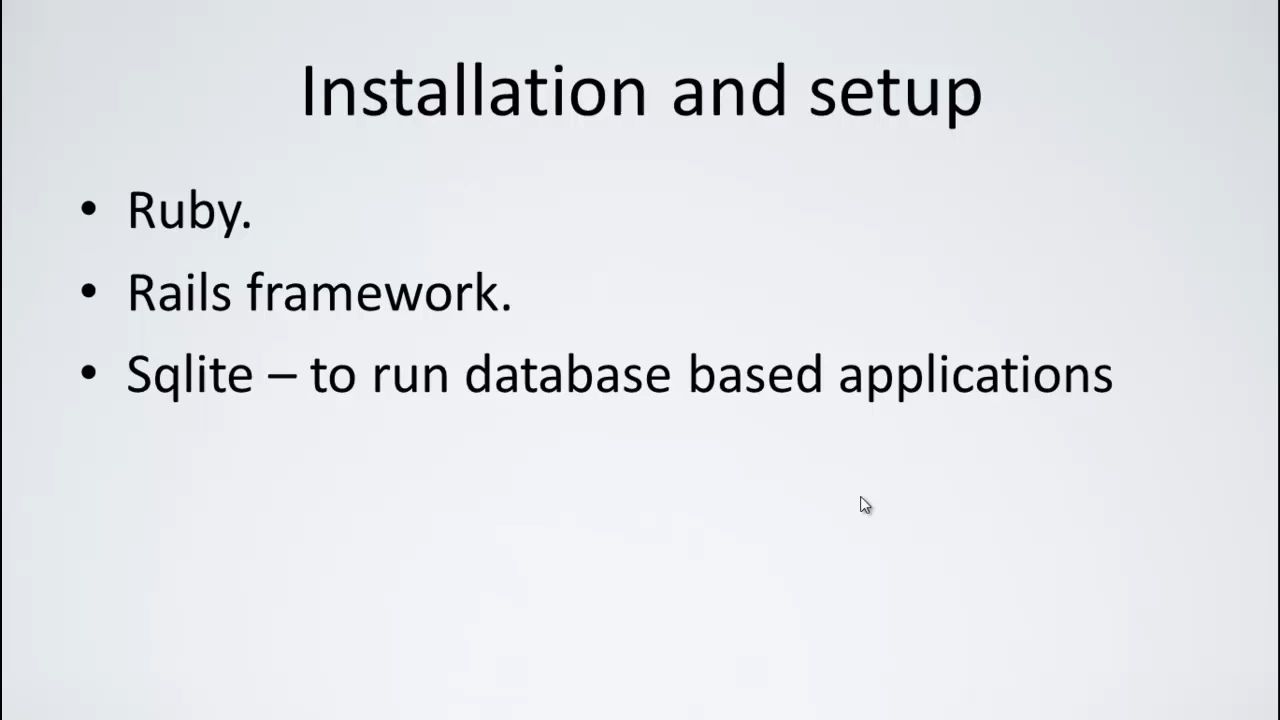 Installation and setup
• Ruby.
• Rails framework.
• Sqlite – to run database based applications